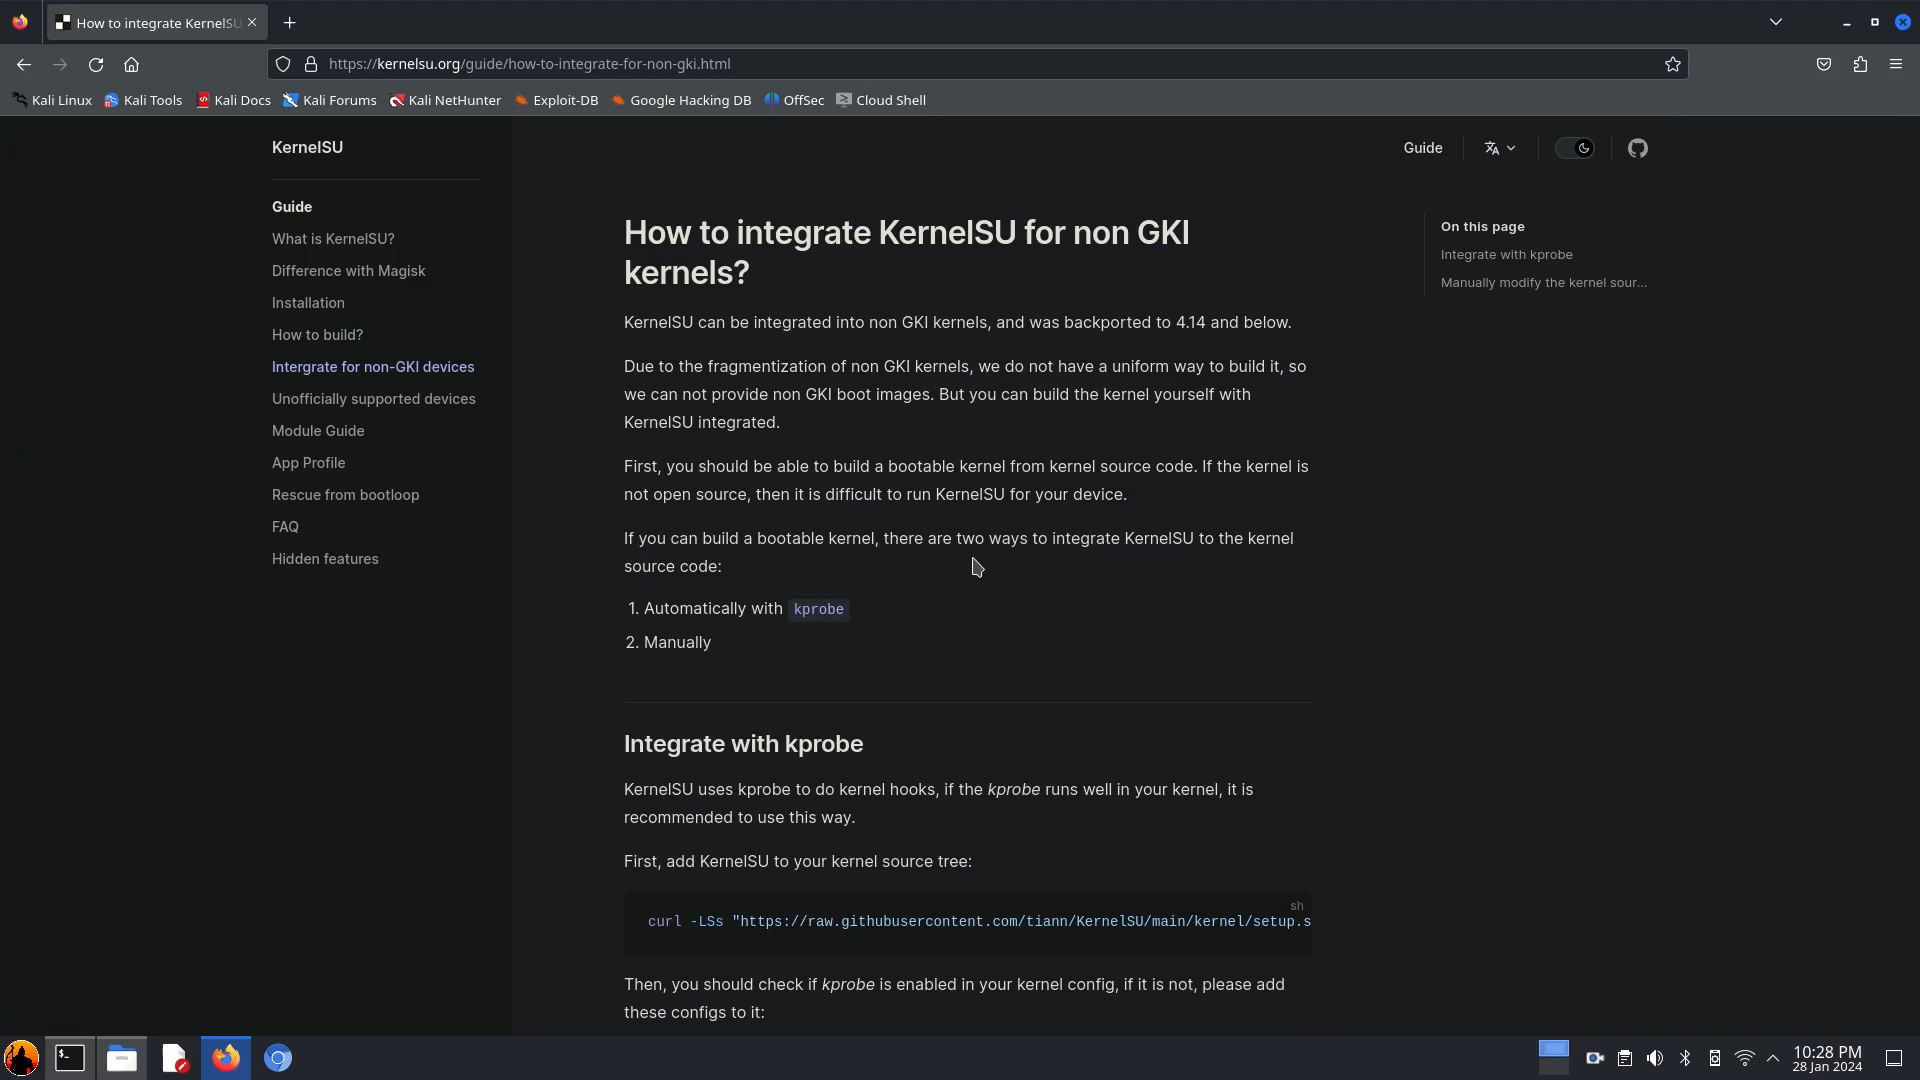 How to integrate KernelSU
https://kernelsu.org/guide/how-to-integrate-for-non-gki.html
Kali Linux
Kali Tools
Kali Docs
Kali Forums
Kali NetHunter
Exploit-DB
Google Hacking DB
OffSec
Cloud Shell
KernelSU
Guide
Guide
What is KernelSU?
Difference with Magisk
Installation
How to build?
Intergrate for non-GKI devices
Unofficially supported devices
Module Guide
App Profile
Rescue from bootloop
FAQ
Hidden features
How to integrate KernelSU for non GKI
kernels?
KernelSU can be integrated into non GKI kernels, and was backported to 4.14 and below.
Due to the fragmentization of non GKI kernels, we do not have a uniform way to build it, so
we can not provide non GKI boot images. But you can build the kernel yourself with
KernelSU integrated.
First, you should be able to build a bootable kernel from kernel source code. If the kernel is
not open source, then it is difficult to run KernelSU for your device.
If you can build a bootable kernel, there are two ways to integrate KernelSU to the kernel
source code:
1. Automatically with kprobe
2. Manually
Integrate with kprobe
KernelSU uses kprobe to do kernel hooks, if the kprobe runs well in your kernel, it is
recommended to use this way.
First, add KernelSU to your kernel source tree:
sh
curl -LSs "https://raw.githubusercontent.com/tiann/KernelSU/main/kernel/setup.s
Then, you should check if kprobe is enabled in your kernel config, if it is not, please add
these configs to it:
On this page
Integrate with kprobe
Manually modify the kernel sour...
10:28 PM
28 Jan 2024